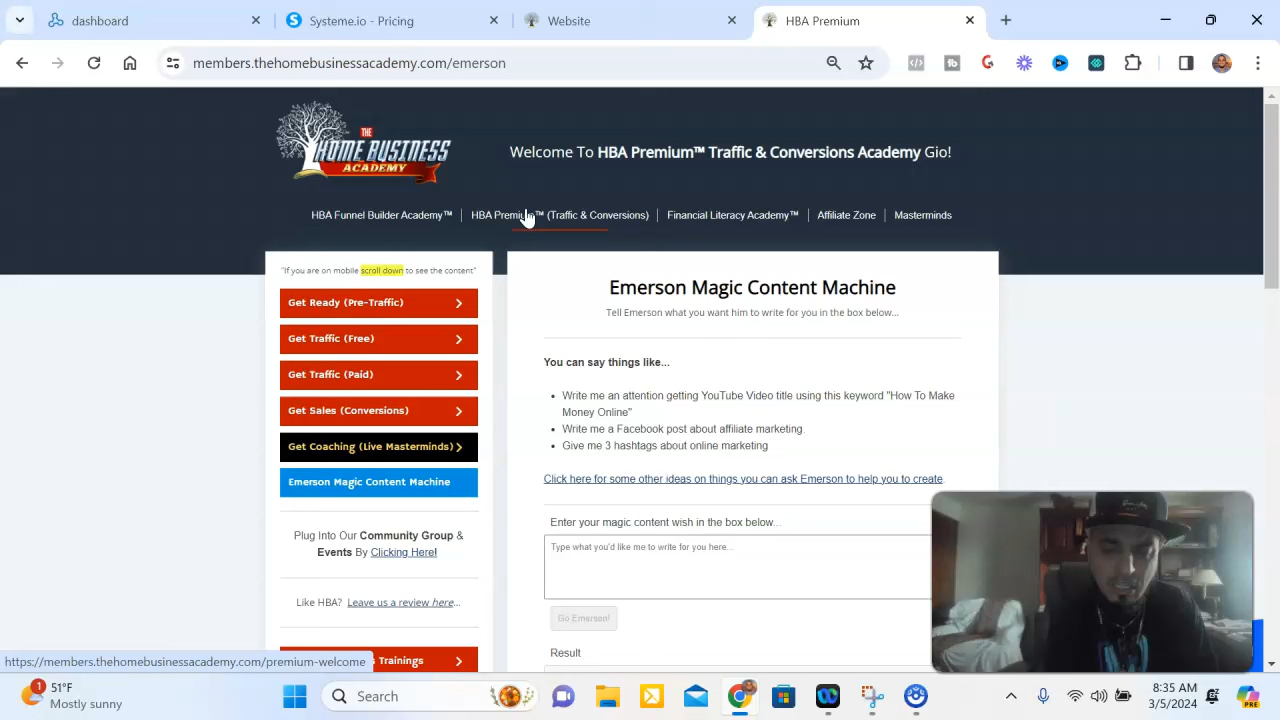 dashboard
Systeme.io - Pricing
Website
HBA Premium
members.thehomebusinessacademy.com/emerson
THE
HOME BUSINESS
ACADEMY
Welcome To HBA Premium™ Traffic & Conversions Academy Gio!
HBA Funnel Builder Academy™
HBA Premium™ (Traffic & Conversions)
Financial Literacy Academy™
Affiliate Zone
Masterminds
"If you are on mobile scroll down to see the content"
Get Ready (Pre-Traffic)
Get Traffic (Free)
Get Traffic (Paid)
Get Sales (Conversions)
Get Coaching (Live Masterminds)
Emerson Magic Content Machine
Plug Into Our Community Group &
Events By Clicking Here!
Like HBA? Leave us a review here...
s Trainings
Emerson Magic Content Machine
Tell Emerson what you want him to write for you in the box below...
You can say things like...
Write me an attention getting YouTube Video title using this keyword "How To Make
Money Online"
Write me a Facebook post about affiliate marketing.
Give me 3 hashtags about online marketing
Click here for some other ideas on things you can ask Emerson to help you to create.
Enter your magic content wish in the box below...
Type what you'd like me to write for you here...
Go Emerson!
Result
https://members.thehomebusinessacademy.com/premium-welcome
1
51°F
Mostly sunny
Search
8:35 AM
3/5/2024
PRE